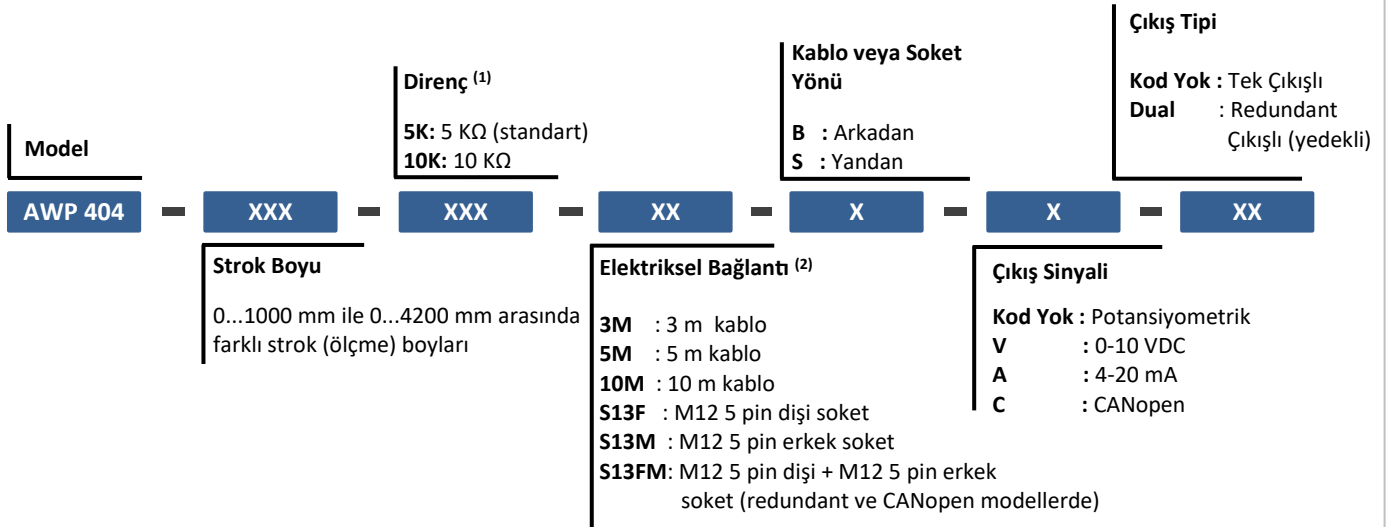 Model
AWP 404 – XXX – XXX – XX – X – X – XX
Direnç (1)
5K: 5 KΩ (standart)
10K: 10 KΩ
Kablo veya Soket
Yönü
B : Arkadan
S : Yandan
Çıkış Tipi
Kod Yok : Tek Çıkışlı
Dual : Redundant
Çıkışlı (yedekli)
Strok Boyu
0...1000 mm ile 0...4200 mm arasında
farklı strok (ölçme) boyları
Elektriksel Bağlantı (2)
3M : 3 m kablo
5M : 5 m kablo
10M : 10 m kablo
S13F : M12 5 pin dişi soket
S13M : M12 5 pin erkek soket
S13FM: M12 5 pin dişi + M12 5 pin erkek
soket (redundant ve CANopen modellerde)
Çıkış Sinyali
Kod Yok : Potansiyometrik
V : 0-10 VDC
A : 4-20 mA
C : CANopen